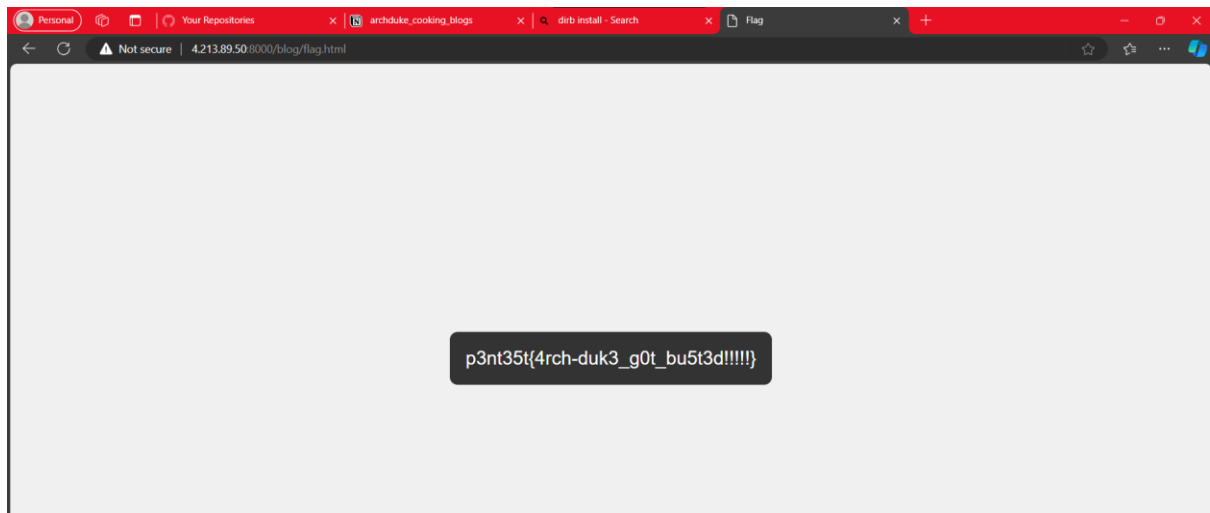 Personal
Your Repositories
archduke_cooking_blogs
dirb install - Search
Flag
Not secure
4.213.89.50:8000/blog/flag.html
p3nt35t{4rch-duk3_g0t_bu5t3d!!!!!}